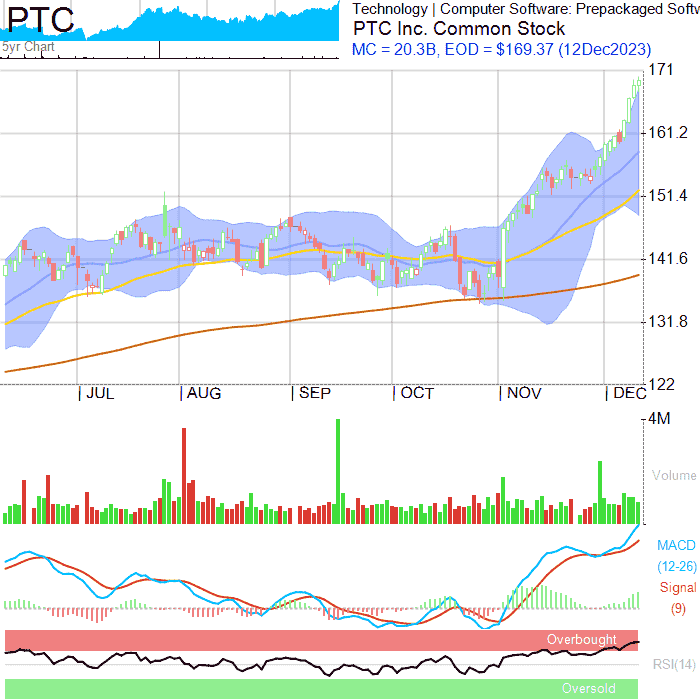 PTC
5yr Chart
Technology | Computer Software: Prepackaged Softw
PTC Inc. Common Stock
MC = 20.3B, EOD = $169.37 (12Dec2023)
171
161.2
151.4
141.6
131.8
122
JUL AUG SEP OCT NOV DEC
4M
Volume
MACD
(12-26)
Signal
(9)
Overbought
RSI(14)
Oversold